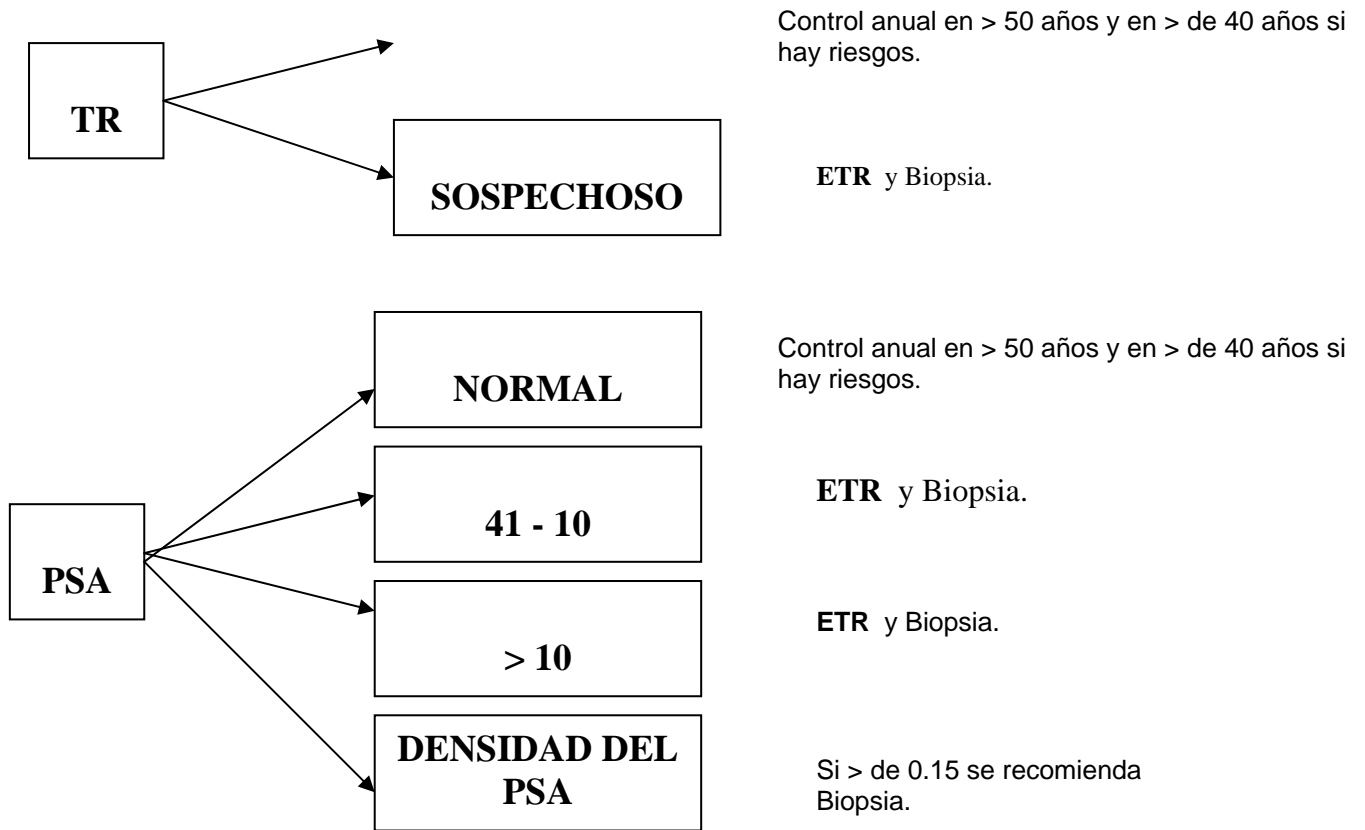 Control anual en > 50 años y en > de 40 años si
hay riesgos.
TR
SOSPECHOSO
ETR y Biopsia.
NORMAL
Control anual en > 50 años y en > de 40 años si
hay riesgos.
41 - 10
ETR y Biopsia.
PSA
> 10
ETR y Biopsia.
DENSIDAD DEL
PSA
Si > de 0.15 se recomienda
Biopsia.